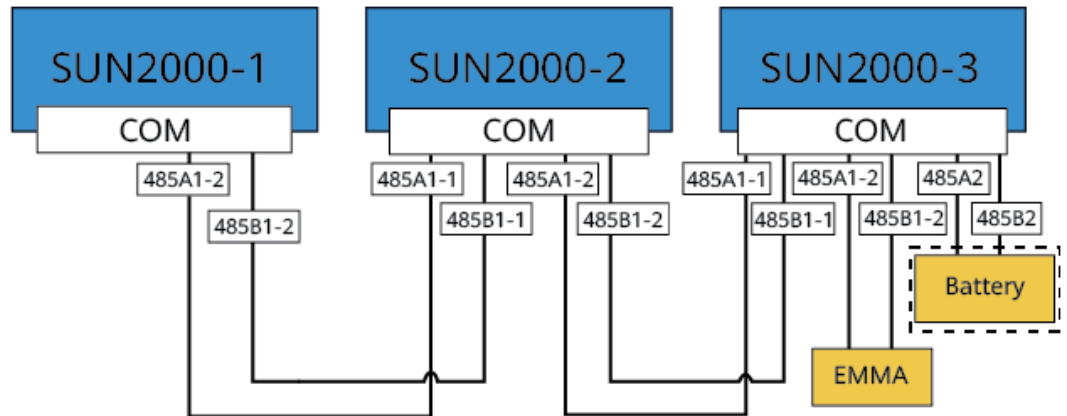 SUN2000-1
SUN2000-2
SUN2000-3
COM
COM
COM
485A1-2
485A1-1
485A1-2
485A1-1
485A1-2
485A2
485B1-2
485B1-1
485B1-2
485B1-1
485B1-2
485B2
Battery
EMMA